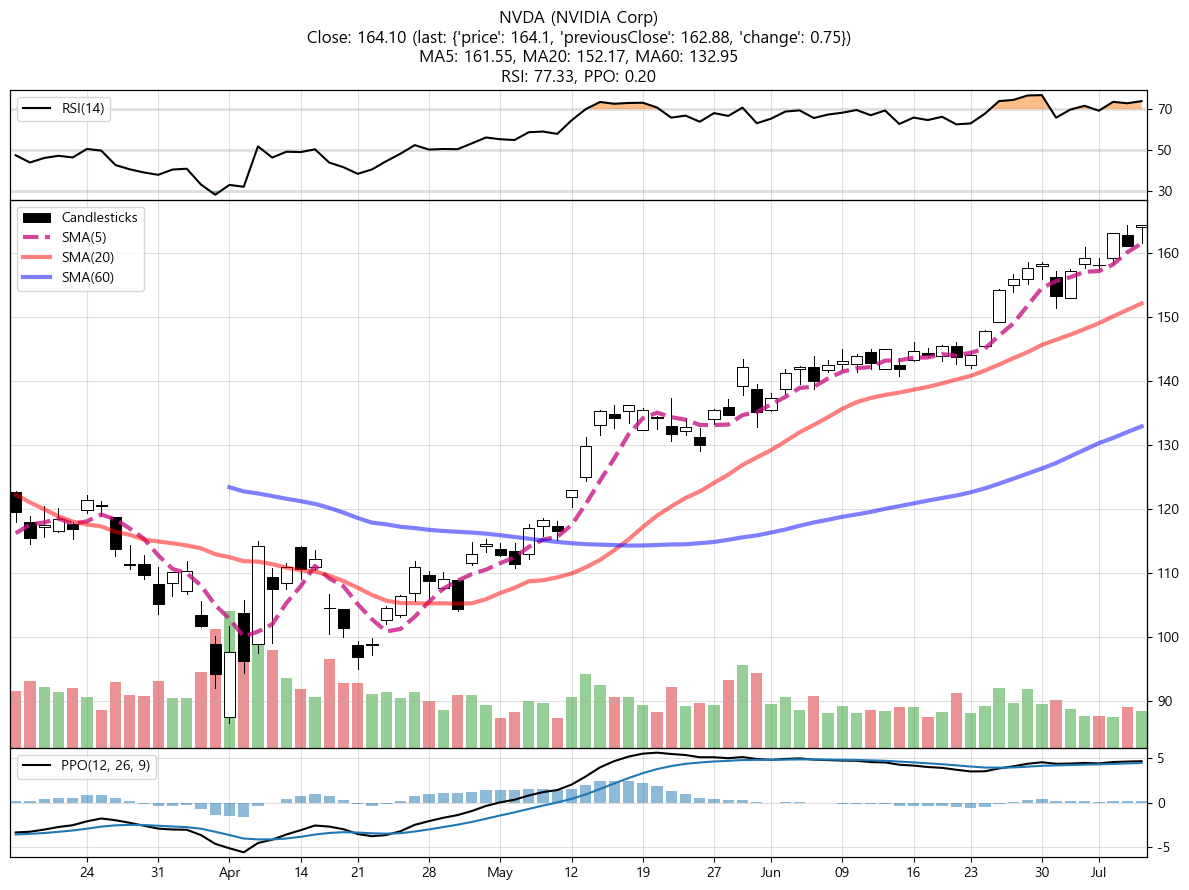 NVDA (NVIDIA Corp)
Close: 164.10 (last: {'price': 164.1, 'previousClose': 162.88, 'change': 0.75})
MA5: 161.55, MA20: 152.17, MA60: 132.95
RSI: 77.33, PPO: 0.20
RSI(14)
70
50
30
Candlesticks
SMA(5)
SMA(20)
SMA(60)
160
150
140
130
120
110
100
90
PPO(12, 26, 9)
5
0
-5
24 31 Apr 14 21 28 May 12 19 27 Jun 09 16 23 30 Jul